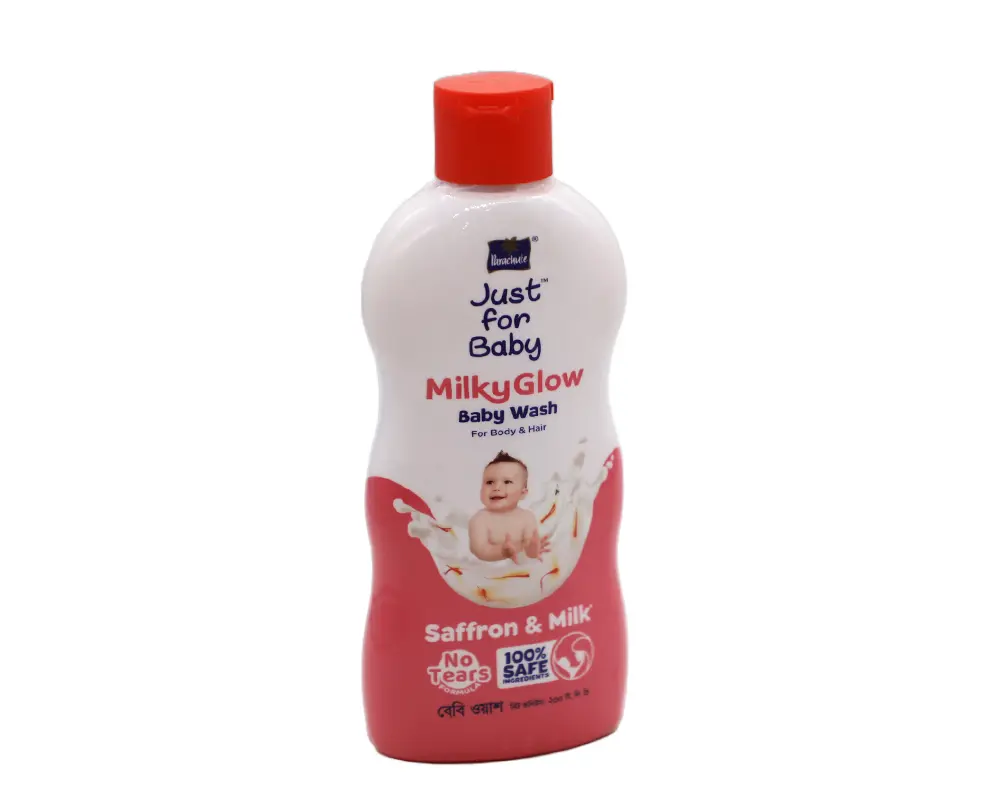 Parachute ®
Just™
for
Baby
MilkyGlow
Baby Wash
For Body & Hair
Saffron & Milk*
No
Tears
FORMULA
100%
SAFE
INGREDIENTS
বেবি ওয়াশ